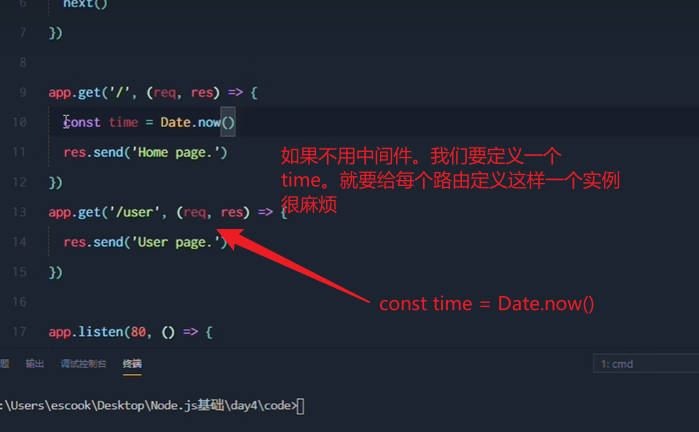 6 next()
7 })
8
9 app.get('/', (req, res) => {
10 const time = Date.now()
11 res.send('Home page.')
12 })
13 app.get('/user', (req, res) => {
14 res.send('User page.')
15 })
16
17 app.listen(80, () => {
如果不用中间件。我们要定义一个
time。就要给每个路由定义这样一个实例
很麻烦
const time = Date.now()
题 输出 调试控制台 终端 1: cmd
:\Users\escook\Desktop\Node.js基础\day4\code>